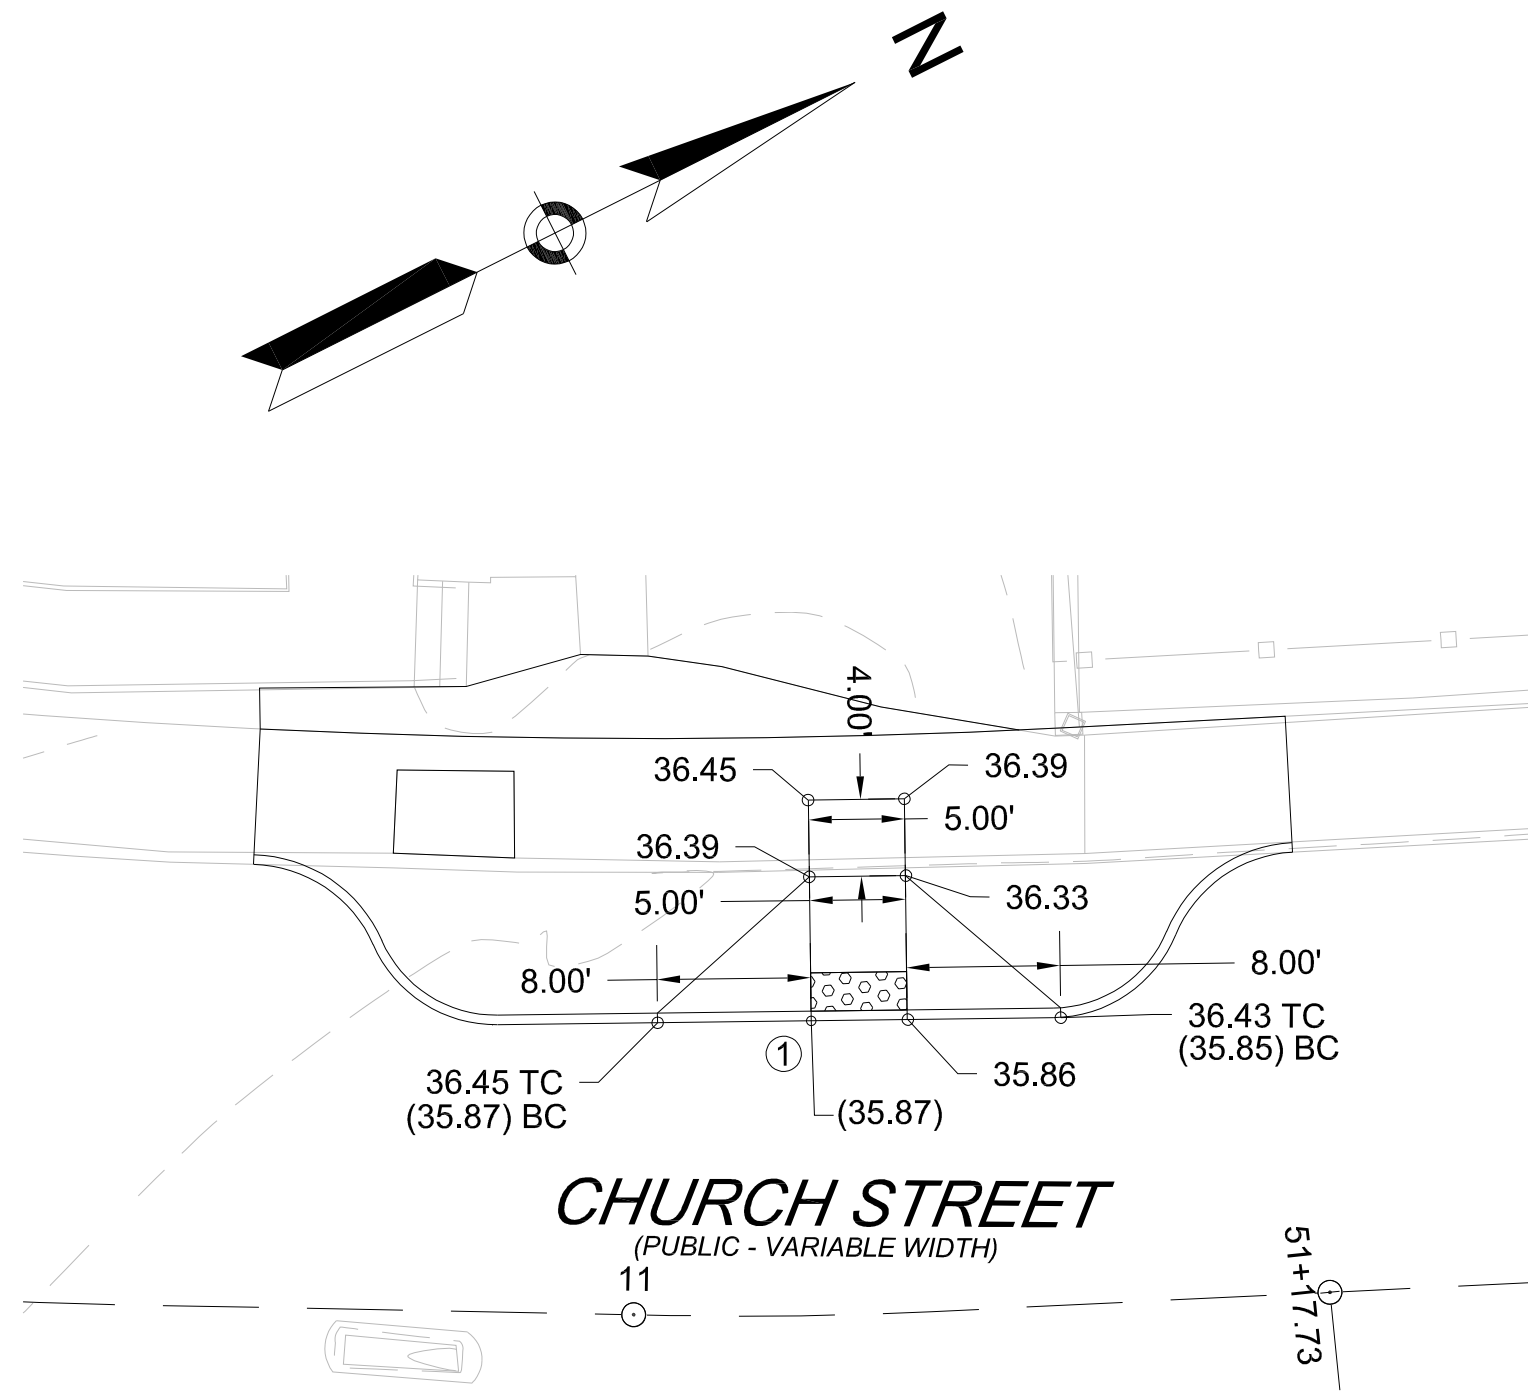 N
4.00'
36.45
36.39
5.00'
36.39
36.33
5.00'
8.00'
8.00'
36.43 TC
(35.85) BC
1
35.86
36.45 TC
(35.87) BC
(35.87)
CHURCH STREET
(PUBLIC - VARIABLE WIDTH)
11
51+17.73